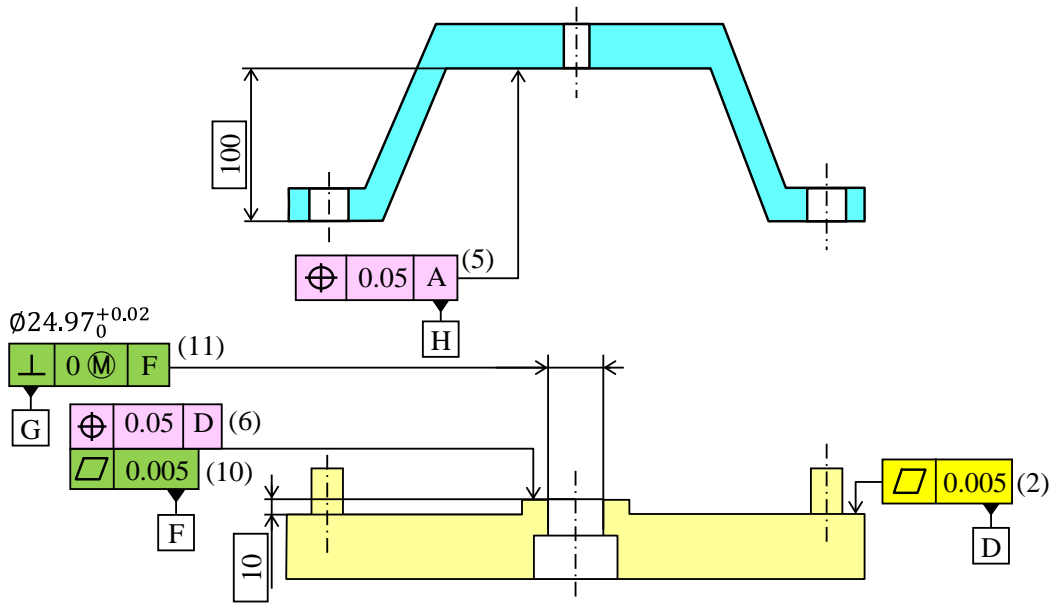 100
⌖ 0.05 A (5)
H
Ø24.97 +0.02 0
⊥ 0 Ⓜ F (11)
G
⌖ 0.05 D (6)
⏥ 0.005 (10)
F
⏥ 0.005 (2)
D
10